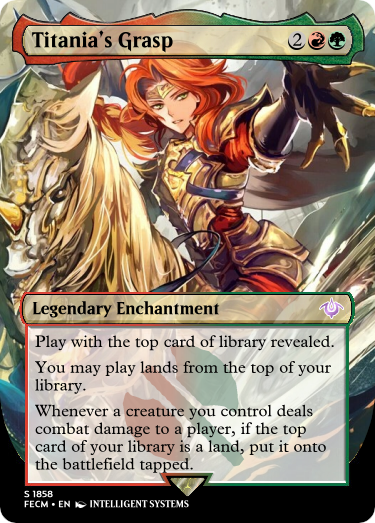 Titania's Grasp 2
Legendary Enchantment
Play with the top card of library revealed.
You may play lands from the top of your
library.
Whenever a creature you control deals
combat damage to a player, if the top
card of your library is a land, put it onto
the battlefield tapped.
S 1858
FECM • EN INTELLIGENT SYSTEMS